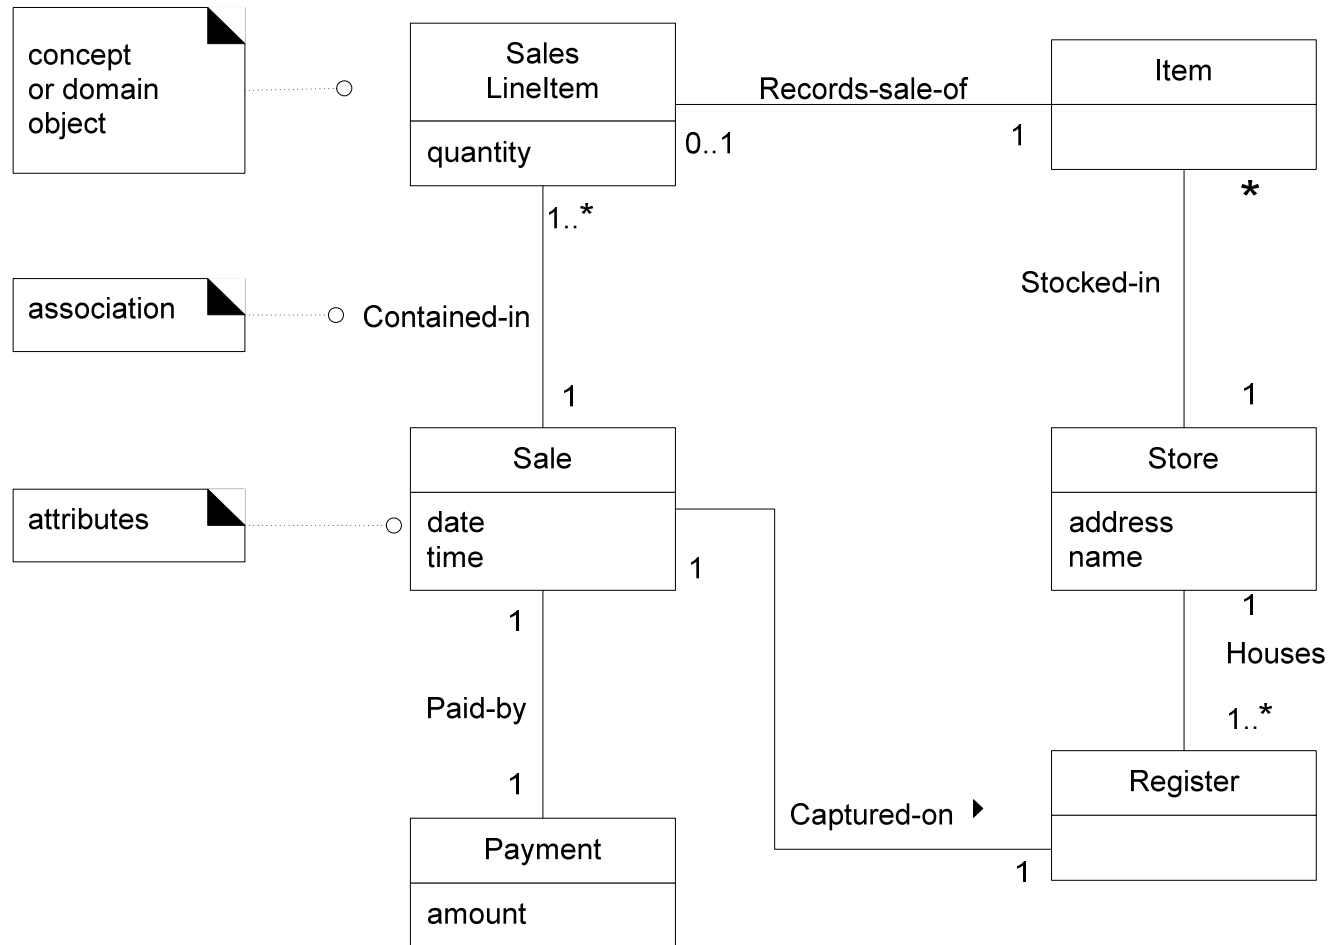 concept
or domain
object
Sales
LineItem
quantity
Records-sale-of
0..1
1
Item
*
1..*
association
Contained-in
Stocked-in
1
1
Sale
date
time
Store
address
name
attributes
1
1
1
Houses
Paid-by
1..*
1
Register
Captured-on
1
Payment
amount